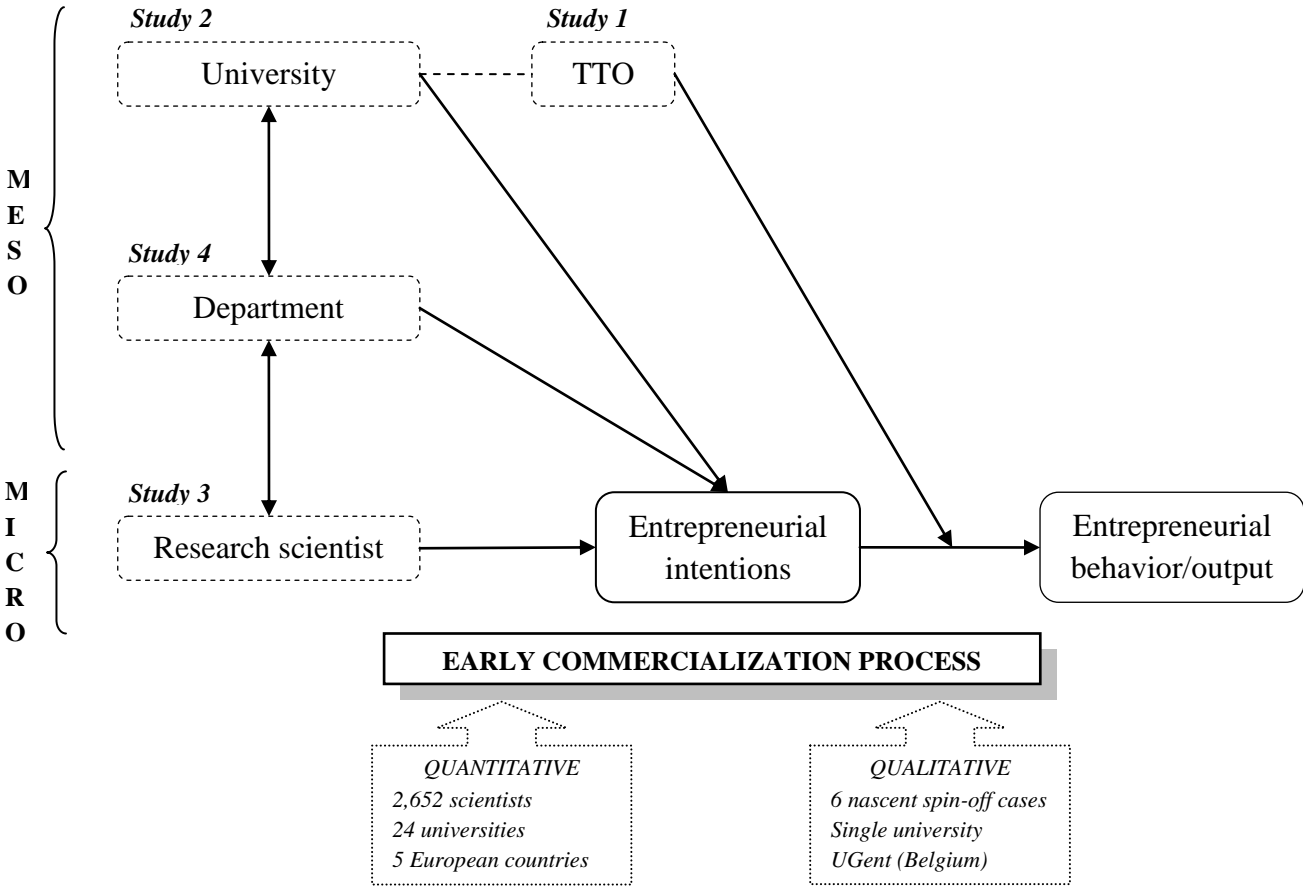 Study 2
Study 1
University
TTO
M
E
S
O
Study 4
Department
M
I
C
R
O
Study 3
Research scientist
Entrepreneurial
intentions
Entrepreneurial
behavior/output
EARLY COMMERCIALIZATION PROCESS
QUANTITATIVE
2,652 scientists
24 universities
5 European countries
QUALITATIVE
6 nascent spin-off cases
Single university
UGent (Belgium)